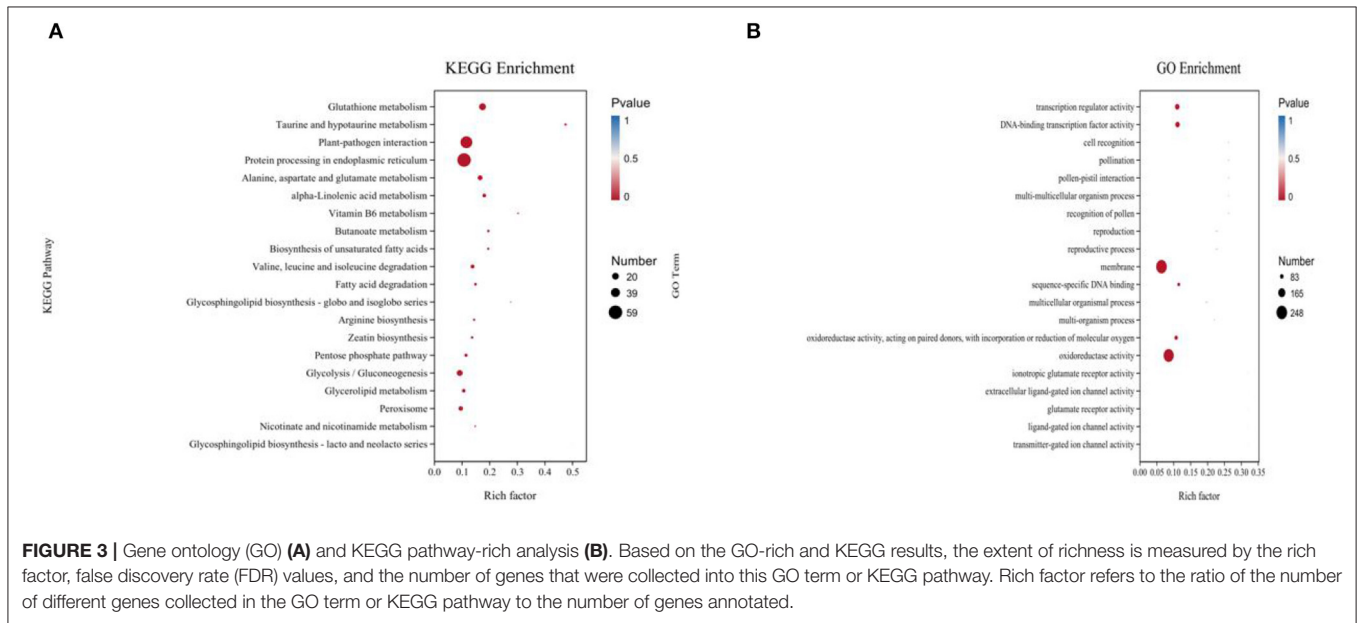 A
KEGG Enrichment
KEGG Pathway
Glutathione metabolism
Taurine and hypotaurine metabolism
Plant-pathogen interaction
Protein processing in endoplasmic reticulum
Alanine, aspartate and glutamate metabolism
alpha-Linolenic acid metabolism
Vitamin B6 metabolism
Butanoate metabolism
Biosynthesis of unsaturated fatty acids
Valine, leucine and isoleucine degradation
Fatty acid degradation
Glycosphingolipid biosynthesis - globo and isoglobo series
Arginine biosynthesis
Zeatin biosynthesis
Pentose phosphate pathway
Glycolysis / Gluconeogenesis
Glycerolipid metabolism
Peroxisome
Nicotinate and nicotinamide metabolism
Glycosphingolipid biosynthesis - lacto and neolacto series
0.0 0.1 0.2 0.3 0.4 0.5
Rich factor
Pvalue
1
0.5
0
Number
20
39
59
B
GO Enrichment
GO Term
transcription regulator activity
DNA-binding transcription factor activity
cell recognition
pollination
pollen-pistil interaction
multi-multicellular organism process
recognition of pollen
reproduction
reproductive process
membrane
sequence-specific DNA binding
multicellular organismal process
multi-organism process
oxidoreductase activity, acting on paired donors, with incorporation or reduction of molecular oxygen
oxidoreductase activity
ionotropic glutamate receptor activity
extracellular ligand-gated ion channel activity
glutamate receptor activity
ligand-gated ion channel activity
transmitter-gated ion channel activity
0.00 0.05 0.10 0.15 0.20 0.25 0.30 0.35
Rich factor
Pvalue
1
0.5
0
Number
83
165
248
FIGURE 3 | Gene ontology (GO) (A) and KEGG pathway-rich analysis (B). Based on the GO-rich and KEGG results, the extent of richness is measured by the rich
factor, false discovery rate (FDR) values, and the number of genes that were collected into this GO term or KEGG pathway. Rich factor refers to the ratio of the number
of different genes collected in the GO term or KEGG pathway to the number of genes annotated.